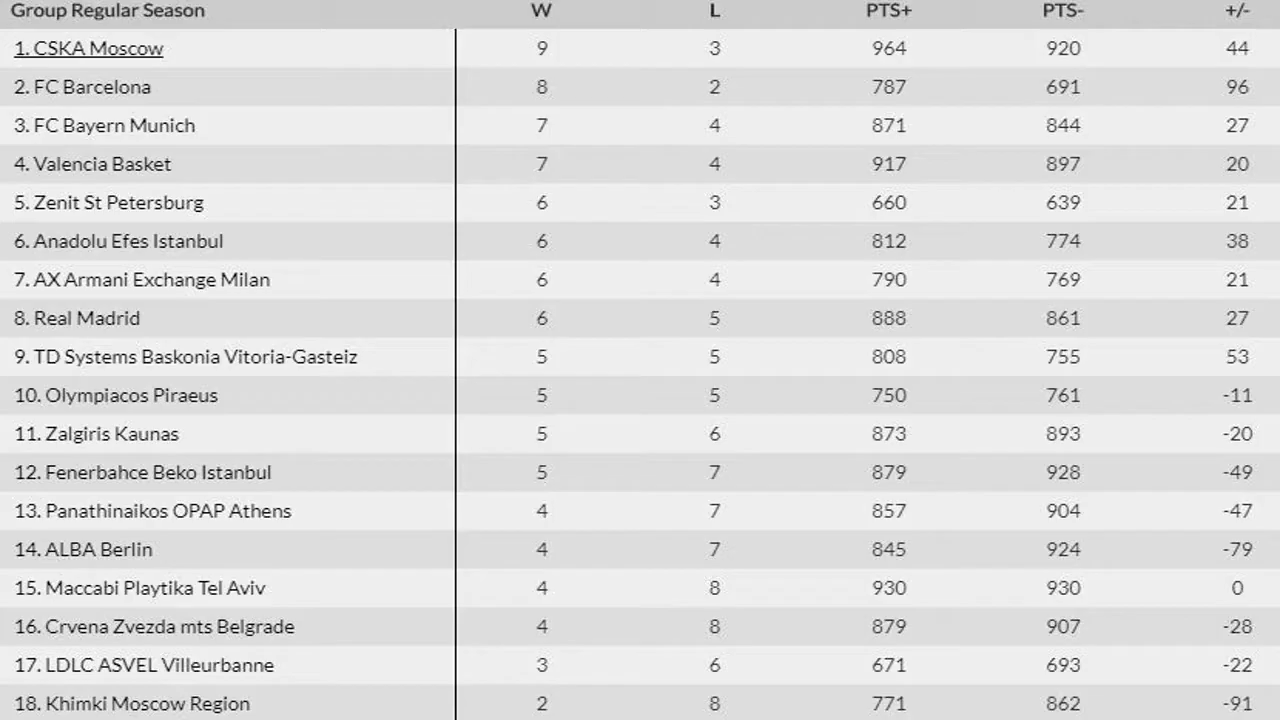 Group Regular Season W L PTS+ PTS- +/-
1. CSKA Moscow 9 3 964 920 44
2. FC Barcelona 8 2 787 691 96
3. FC Bayern Munich 7 4 871 844 27
4. Valencia Basket 7 4 917 897 20
5. Zenit St Petersburg 6 3 660 639 21
6. Anadolu Efes Istanbul 6 4 812 774 38
7. AX Armani Exchange Milan 6 4 790 769 21
8. Real Madrid 6 5 888 861 27
9. TD Systems Baskonia Vitoria-Gasteiz 5 5 808 755 53
10. Olympiacos Piraeus 5 5 750 761 -11
11. Zalgiris Kaunas 5 6 873 893 -20
12. Fenerbahce Beko Istanbul 5 7 879 928 -49
13. Panathinaikos OPAP Athens 4 7 857 904 -47
14. ALBA Berlin 4 7 845 924 -79
15. Maccabi Playtika Tel Aviv 4 8 930 930 0
16. Crvena Zvezda mts Belgrade 4 8 879 907 -28
17. LDLC ASVEL Villeurbanne 3 6 671 693 -22
18. Khimki Moscow Region 2 8 771 862 -91